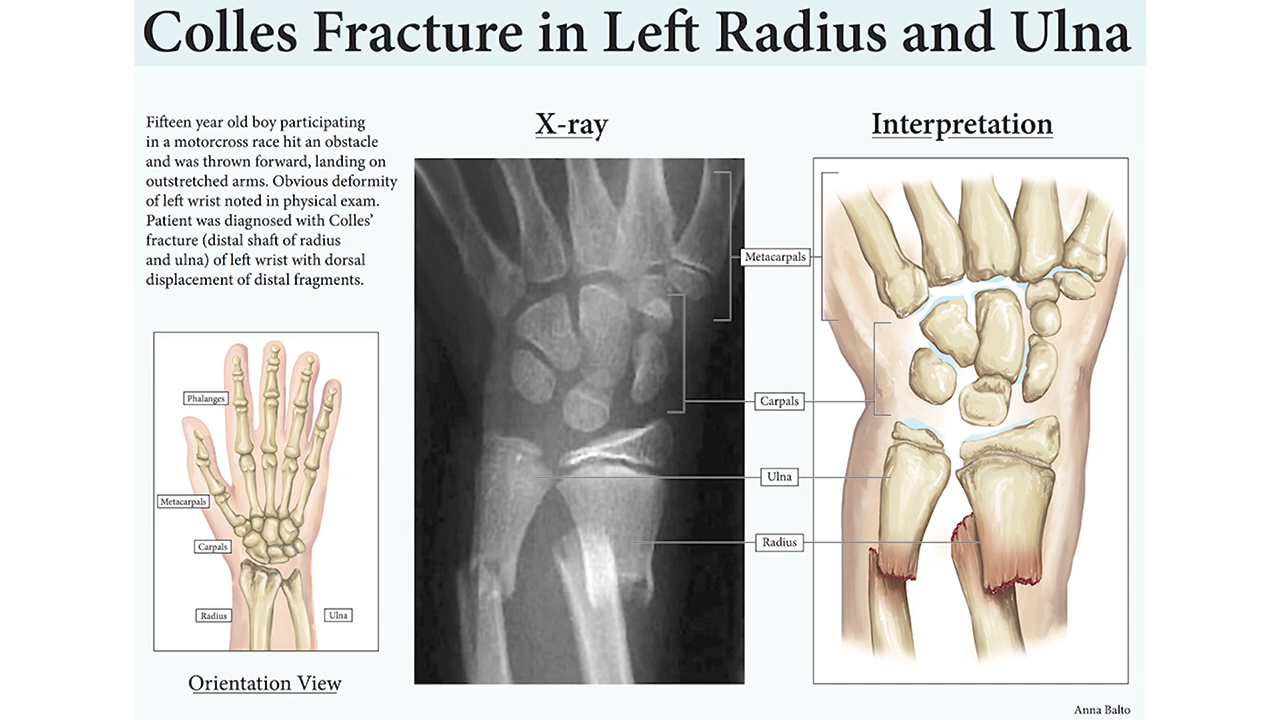 Colles Fracture in Left Radius and Ulna
Fifteen year old boy participating
in a motorcross race hit an obstacle
and was thrown forward, landing on
outstretched arms. Obvious deformity
of left wrist noted in physical exam.
Patient was diagnosed with Colles’
fracture (distal shaft of radius
and ulna) of left wrist with dorsal
displacement of distal fragments.
Phalanges
Metacarpals
Carpals
Radius
Ulna
Orientation View
X-ray
Interpretation
Metacarpals
Carpals
Ulna
Radius
Anna Balto